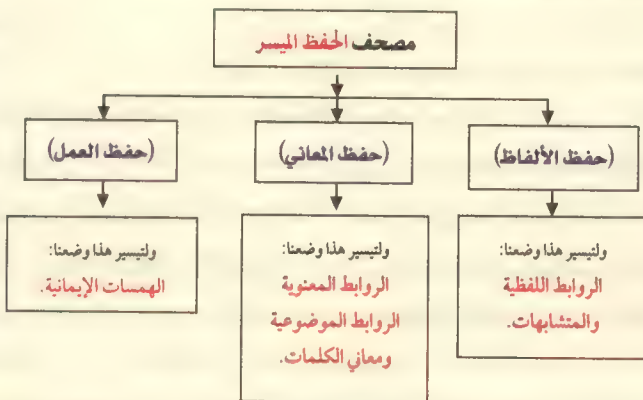 مصحف الحفظ الميسر
(حفظ الألفاظ)
(حفظ المعاني)
(حفظ العمل)
ولتيسير هذا وضعنا:
الروابط اللفظية
والمتشابهات.
ولتيسير هذا وضعنا:
الروابط المعنوية
الروابط الموضوعية
ومعاني الكلمات.
ولتيسير هذا وضعنا:
الهمسات الإيمانية.